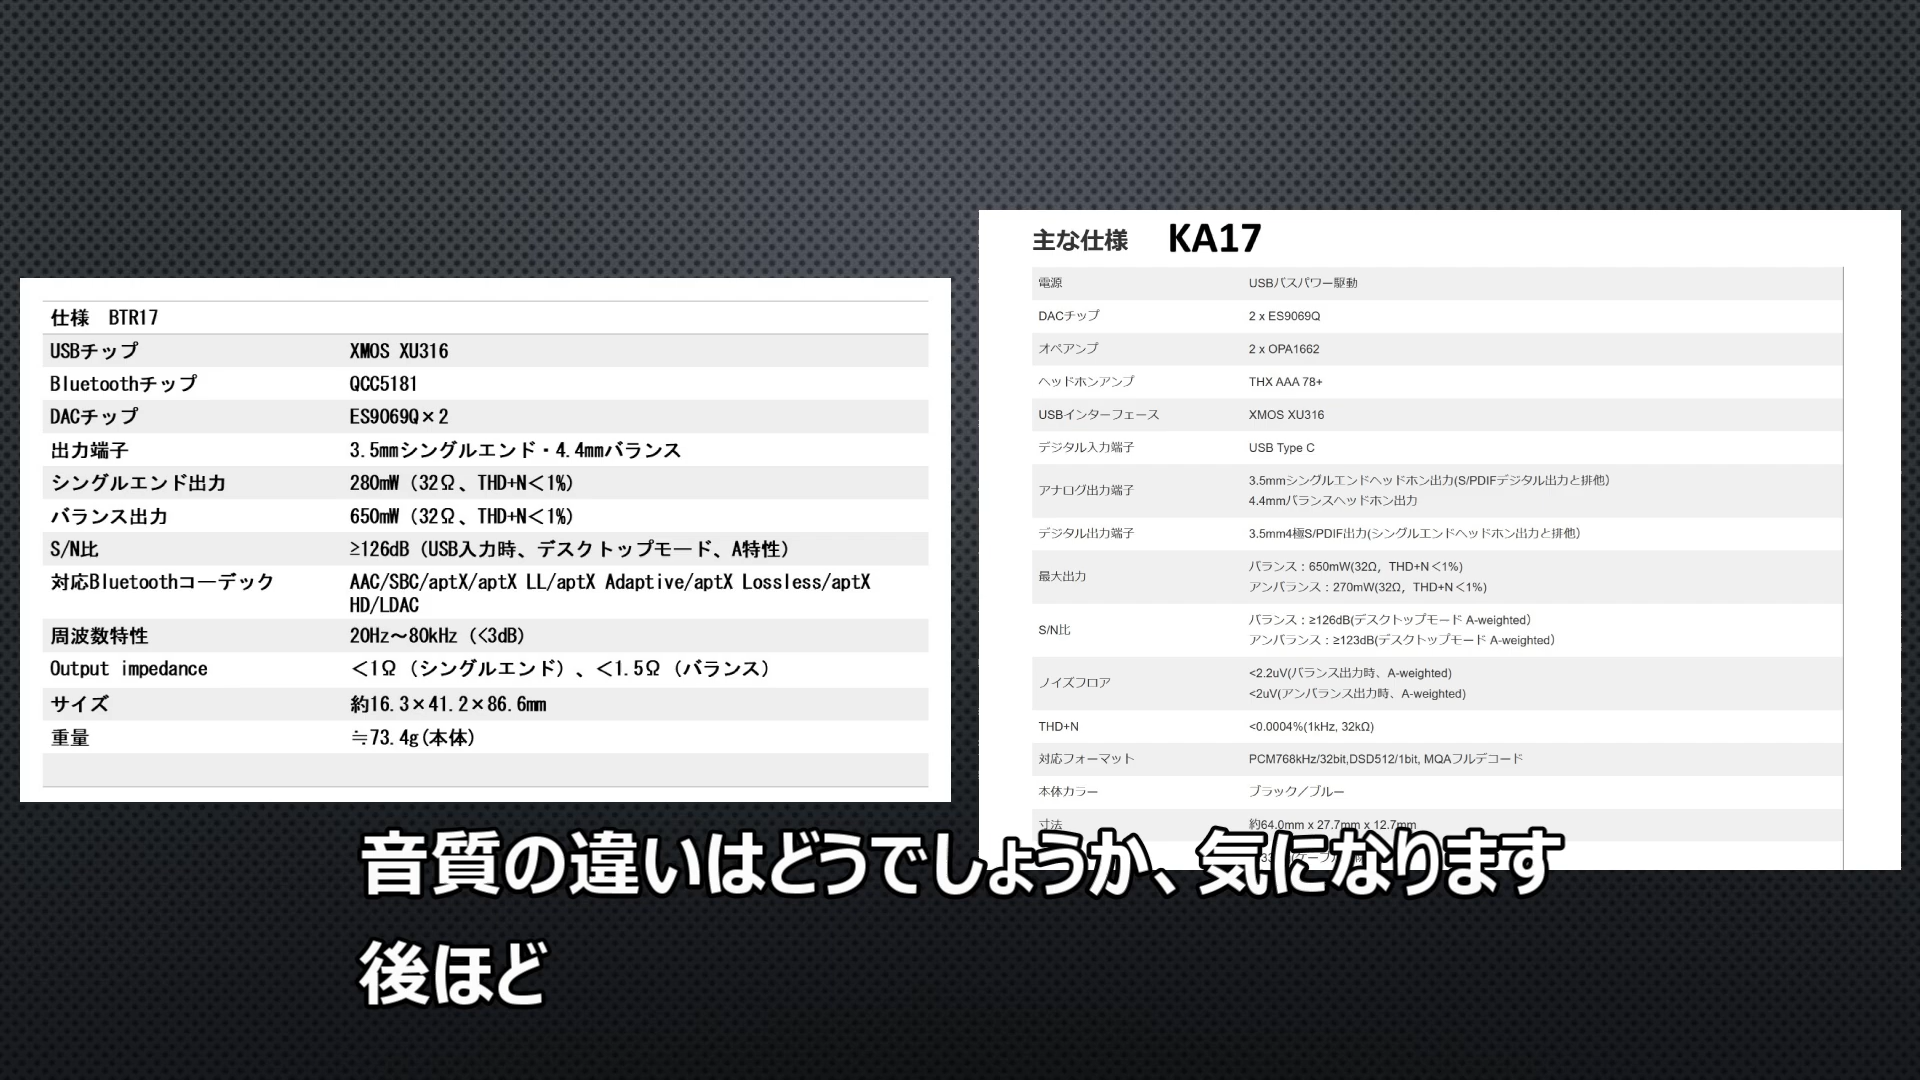 仕様 BTR17
USBチップ XMOS XU316
Bluetoothチップ QCC5181
DACチップ ES9069Q×2
出力端子 3.5mmシングルエンド・4.4mmバランス
シングルエンド出力 280mW（32Ω、THD+N＜1%）
バランス出力 650mW（32Ω、THD+N＜1%）
S/N比 ≥126dB（USB入力時、デスクトップモード、A特性）
対応Bluetoothコーデック AAC/SBC/aptX/aptX LL/aptX Adaptive/aptX Lossless/aptX
HD/LDAC
周波数特性 20Hz～80kHz（<3dB）
Output impedance ＜1Ω（シングルエンド）、＜1.5Ω（バランス）
サイズ 約16.3×41.2×86.6mm
重量 ≒73.4g(本体)
主な仕様 KA17
電源 USBバスパワー駆動
DACチップ 2 x ES9069Q
オペアンプ 2 x OPA1662
ヘッドホンアンプ THX AAA 78+
USBインターフェース XMOS XU316
デジタル入力端子 USB Type C
アナログ出力端子 3.5mmシングルエンドヘッドホン出力(S/PDIFデジタル出力と排他)
4.4mmバランスヘッドホン出力
デジタル出力端子 3.5mm4極S/PDIF出力(シングルエンドヘッドホン出力と排他)
最大出力 バランス：650mW(32Ω，THD+N＜1%)
アンバランス：270mW(32Ω，THD+N＜1%)
S/N比 バランス：≥126dB(デスクトップモード A-weighted)
アンバランス：≥123dB(デスクトップモード A-weighted)
ノイズフロア <2.2uV(バランス出力時、A-weighted)
<2uV(アンバランス出力時、A-weighted)
THD+N <0.0004%(1kHz, 32kΩ)
対応フォーマット PCM768kHz/32bit,DSD512/1bit, MQAフルデコード
本体カラー ブラック／ブルー
寸法 約64.0mm x 27.7mm x 12.7mm
音質の違いはどうでしょうか、気になります
後ほど